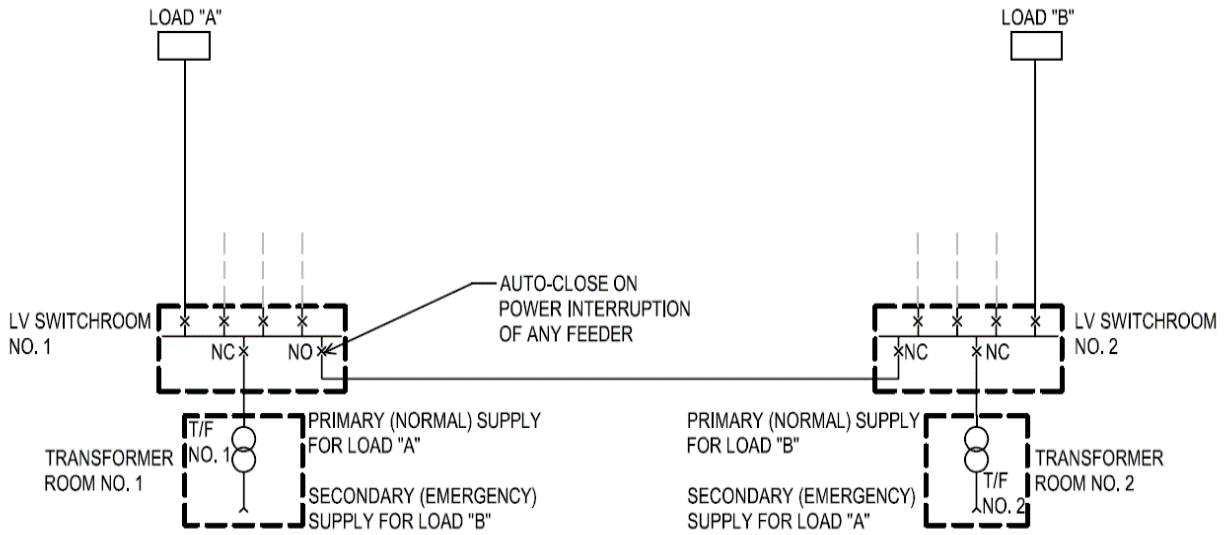 LOAD "A"
LOAD "B"
AUTO-CLOSE ON
POWER INTERRUPTION
OF ANY FEEDER
LV SWITCHROOM
NO. 1
NC
NO
NC
NC
LV SWITCHROOM
NO. 2
T/F
NO. 1
TRANSFORMER
ROOM NO. 1
PRIMARY (NORMAL) SUPPLY
FOR LOAD "A"
SECONDARY (EMERGENCY)
SUPPLY FOR LOAD "B"
PRIMARY (NORMAL) SUPPLY
FOR LOAD "B"
SECONDARY (EMERGENCY)
SUPPLY FOR LOAD "A"
T/F
NO. 2
TRANSFORMER
ROOM NO. 2